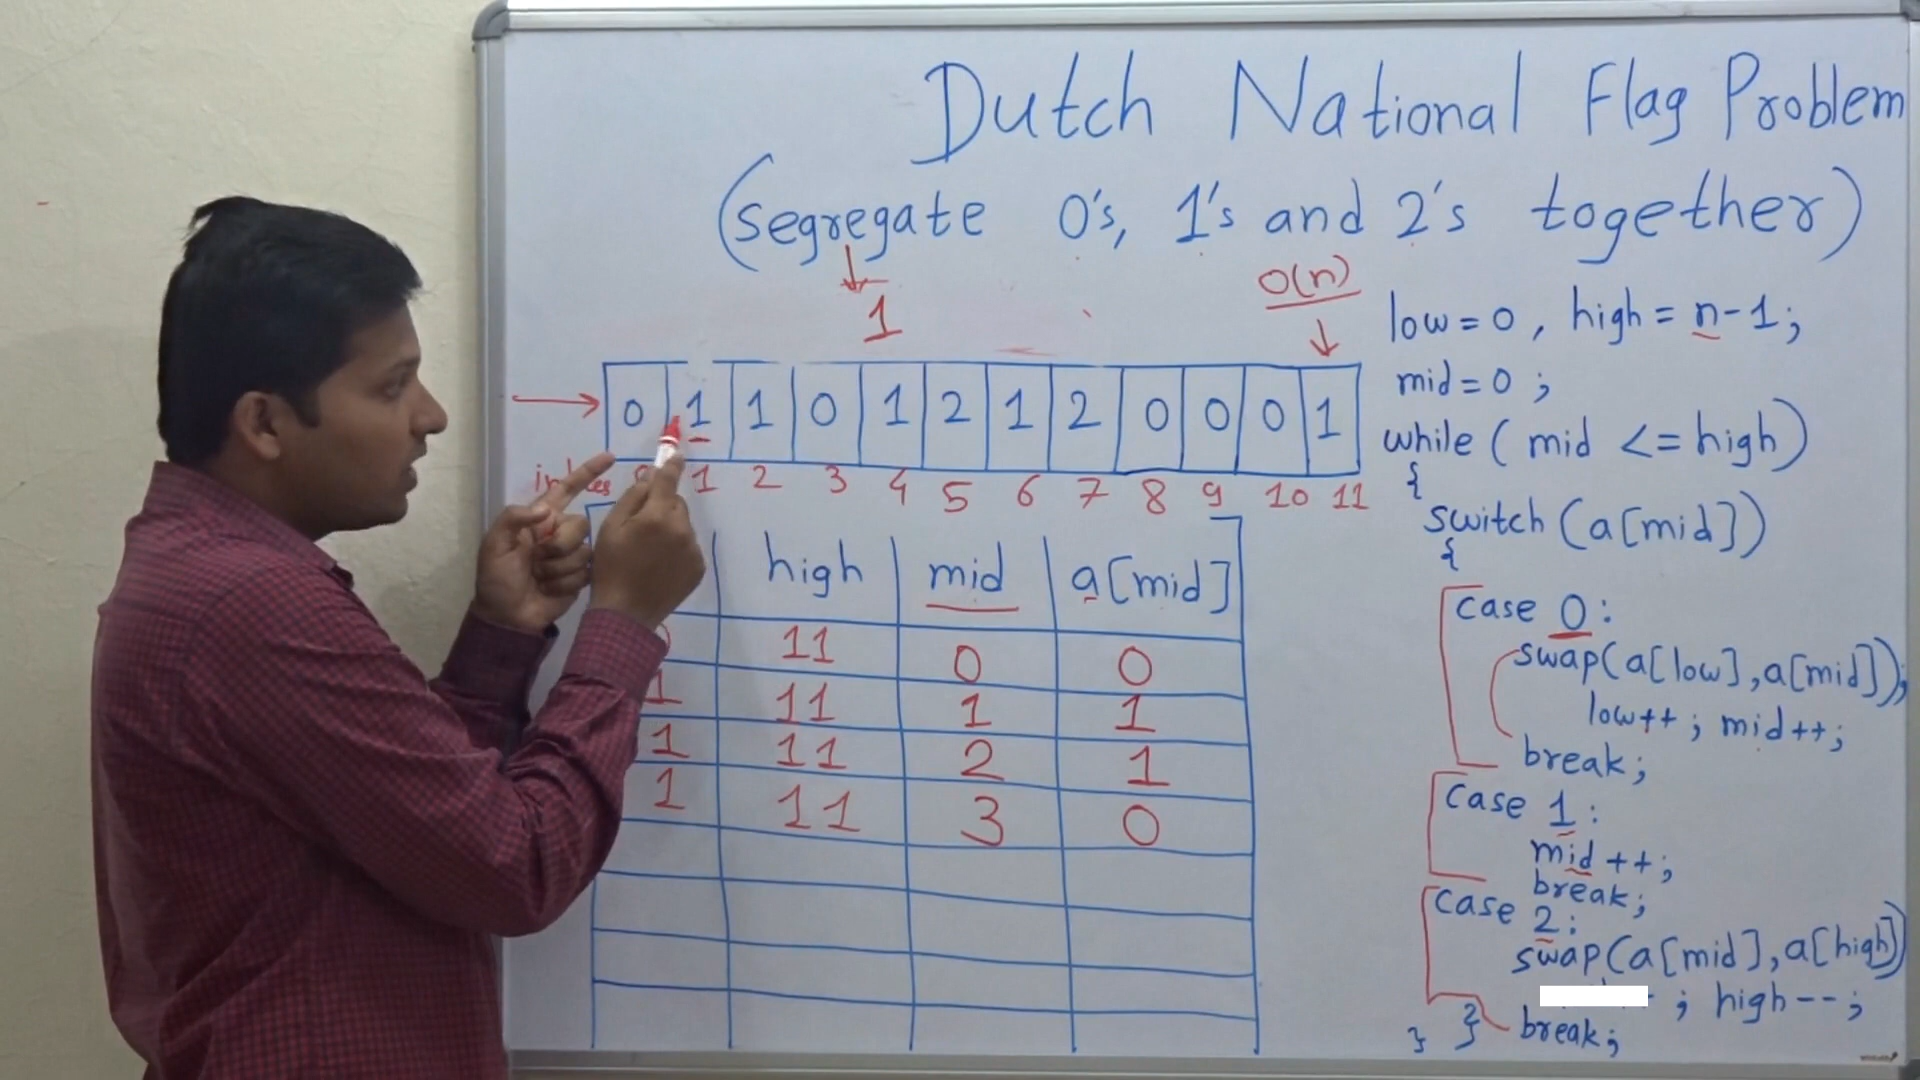 Dutch National Flag Problem
(segregate 0's, 1's and 2's together)
1
O(n)
0 1 1 0 1 2 1 2 0 0 0 1
1 2 3 4 5 6 7 8 9 10 11
high mid a[mid]
11 0 0
1 11 1 1
1 11 2 1
1 11 3 0
low = 0, high = n-1;
mid = 0;
while ( mid <= high)
{
switch (a[mid])
{
case 0:
swap(a[low],a[mid]);
low++; mid++;
break;
case 1:
mid++;
break;
case 2:
swap(a[mid],a[high])
; high--;
break;
} }